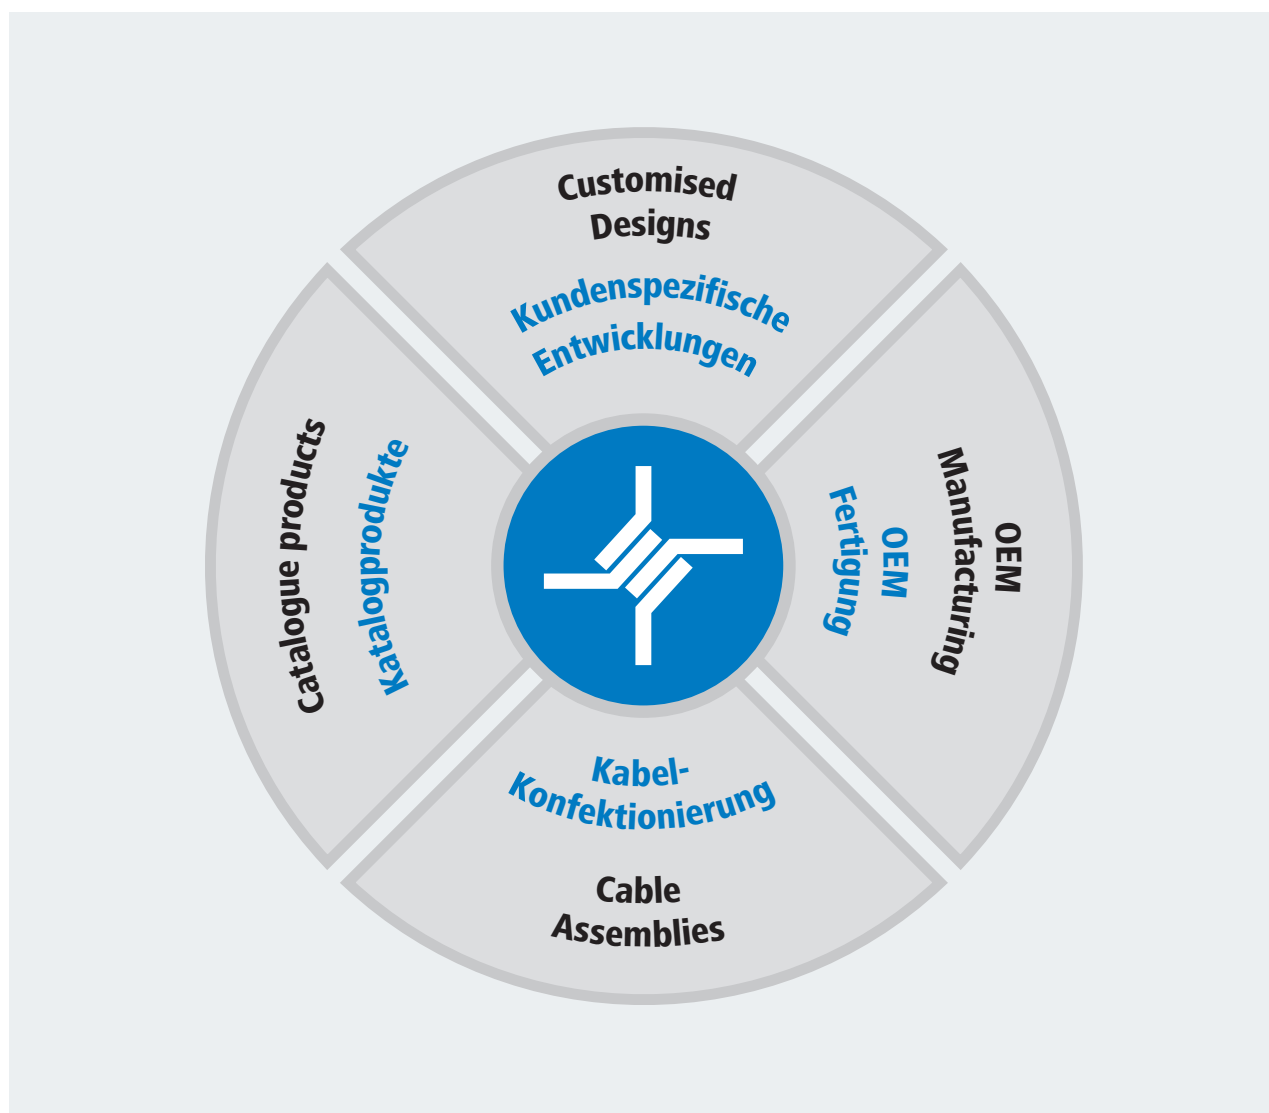 Customised
Designs
Kundenspezifische
Entwicklungen
Catalogue products
Katalogprodukte
OEM
Manufacturing
OEM
Fertigung
Kabel-
Konfektionierung
Cable
Assemblies